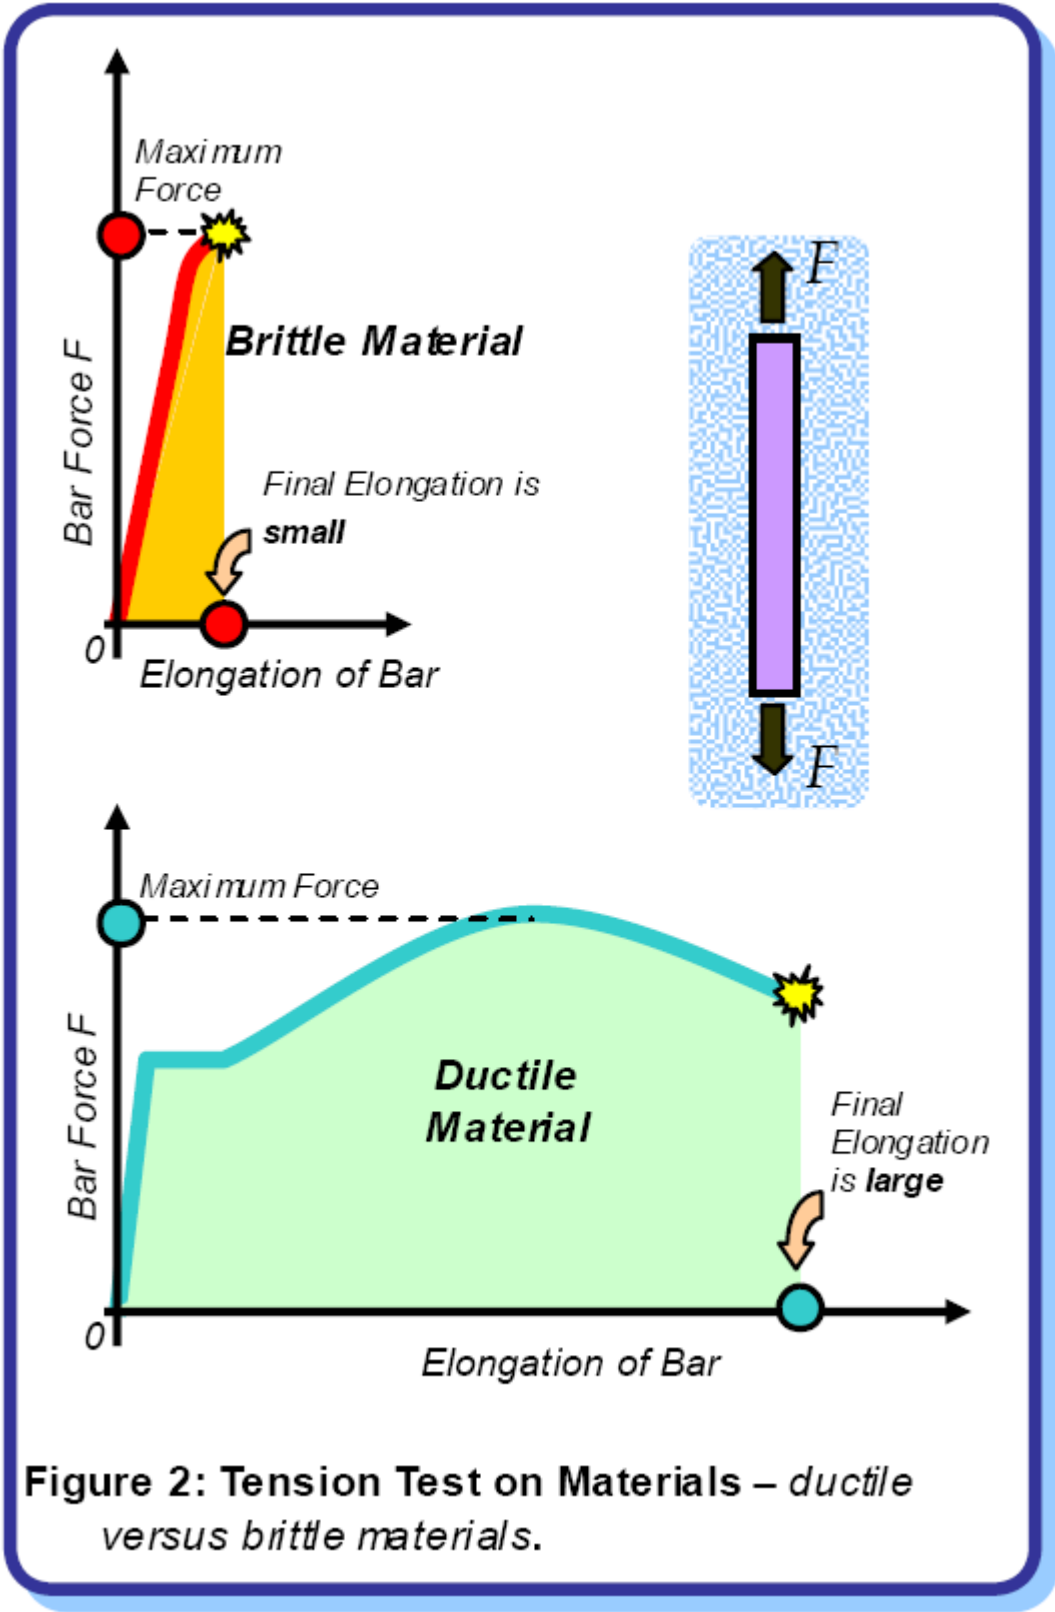 Maximum
Force
Brittle Material
Bar Force F
Final Elongation is
small
0
Elongation of Bar
F
F
Maximum Force
Ductile
Material
Bar Force F
Final
Elongation
is large
0
Elongation of Bar
Figure 2: Tension Test on Materials – ductile
versus brittle materials.